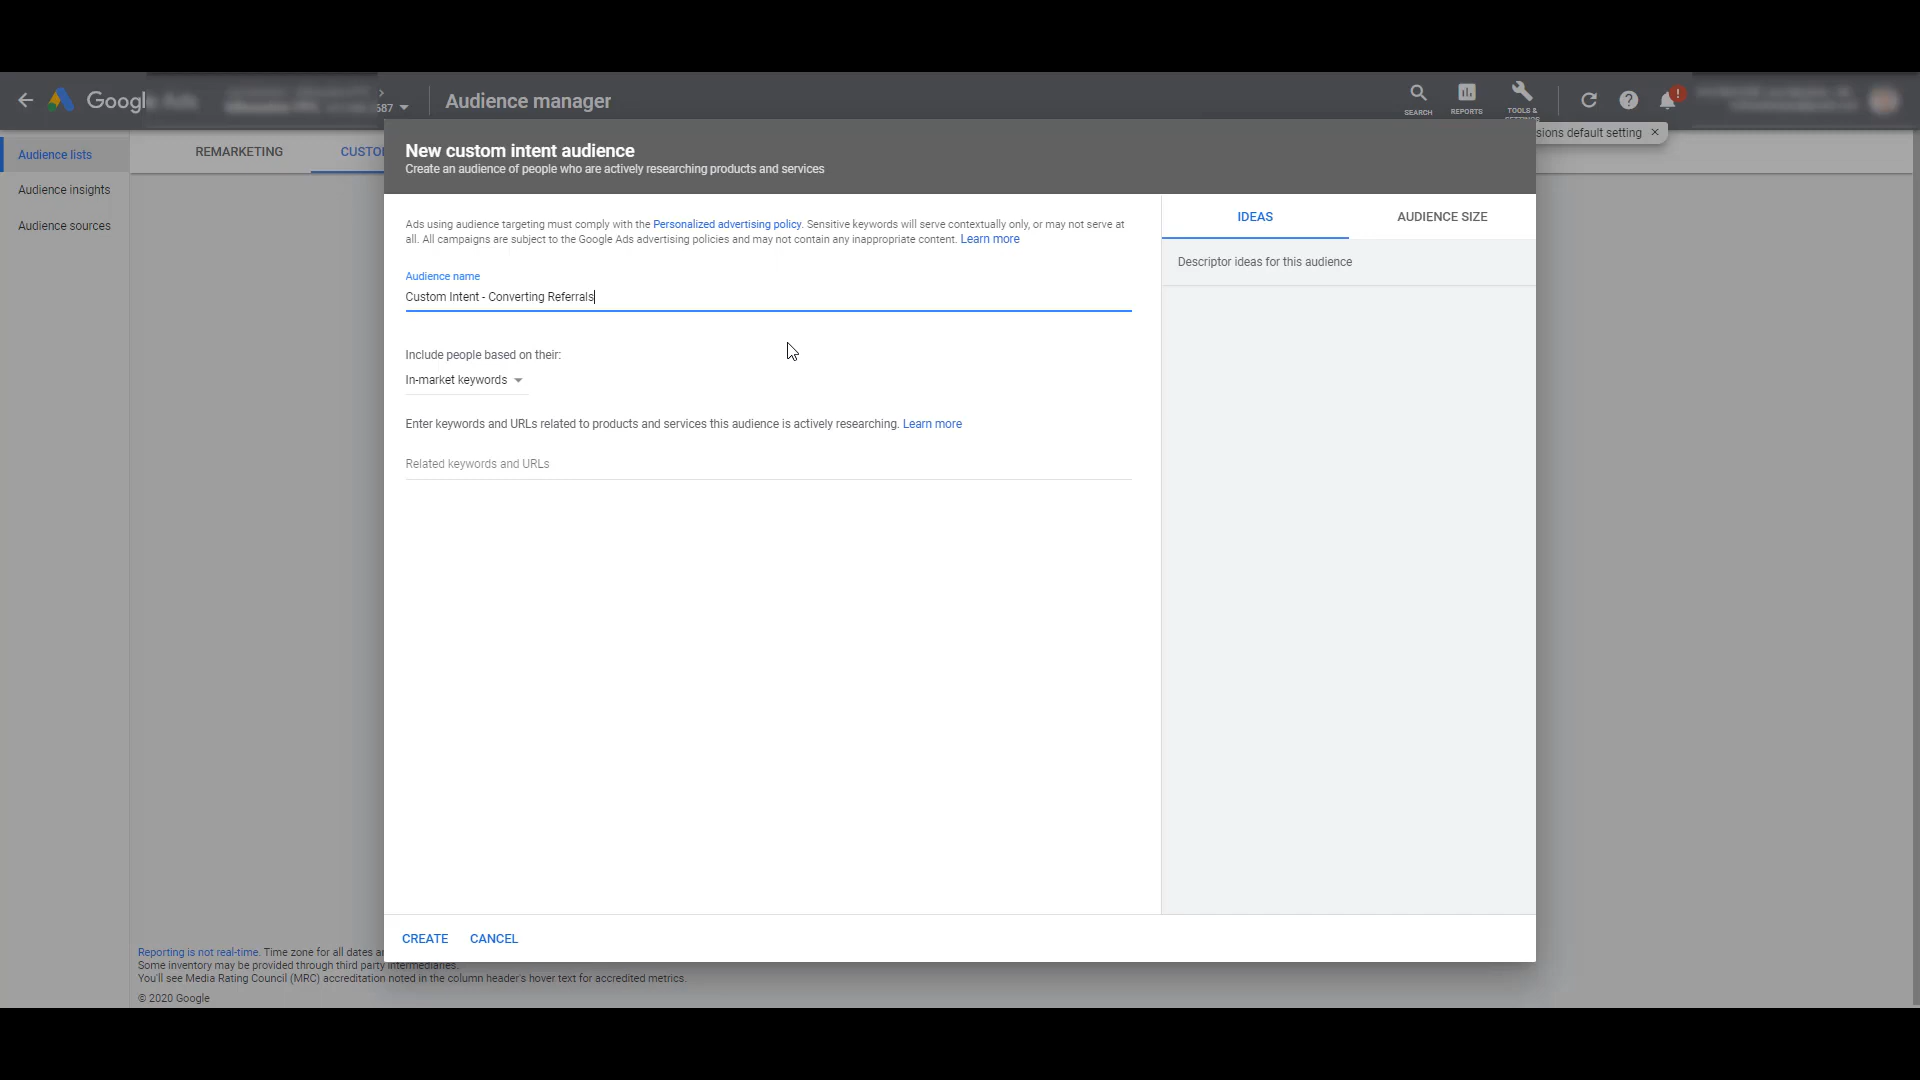 Googl
687
Audience manager
SEARCH
REPORTS
TOOLS &
sions default setting
Audience lists
Audience insights
Audience sources
REMARKETING
CUSTO
New custom intent audience
Create an audience of people who are actively researching products and services
Ads using audience targeting must comply with the Personalized advertising policy. Sensitive keywords will serve contextually only, or may not serve at
all. All campaigns are subject to the Google Ads advertising policies and may not contain any inappropriate content. Learn more
Audience name
Custom Intent - Converting Referrals
Include people based on their:
In-market keywords
Enter keywords and URLs related to products and services this audience is actively researching. Learn more
Related keywords and URLs
IDEAS
AUDIENCE SIZE
Descriptor ideas for this audience
CREATE
CANCEL
Reporting is not real-time. Time zone for all dates a
Some inventory may be provided through third party intermediaries.
You'll see Media Rating Council (MRC) accreditation noted in the column header's hover text for accredited metrics.
© 2020 Google